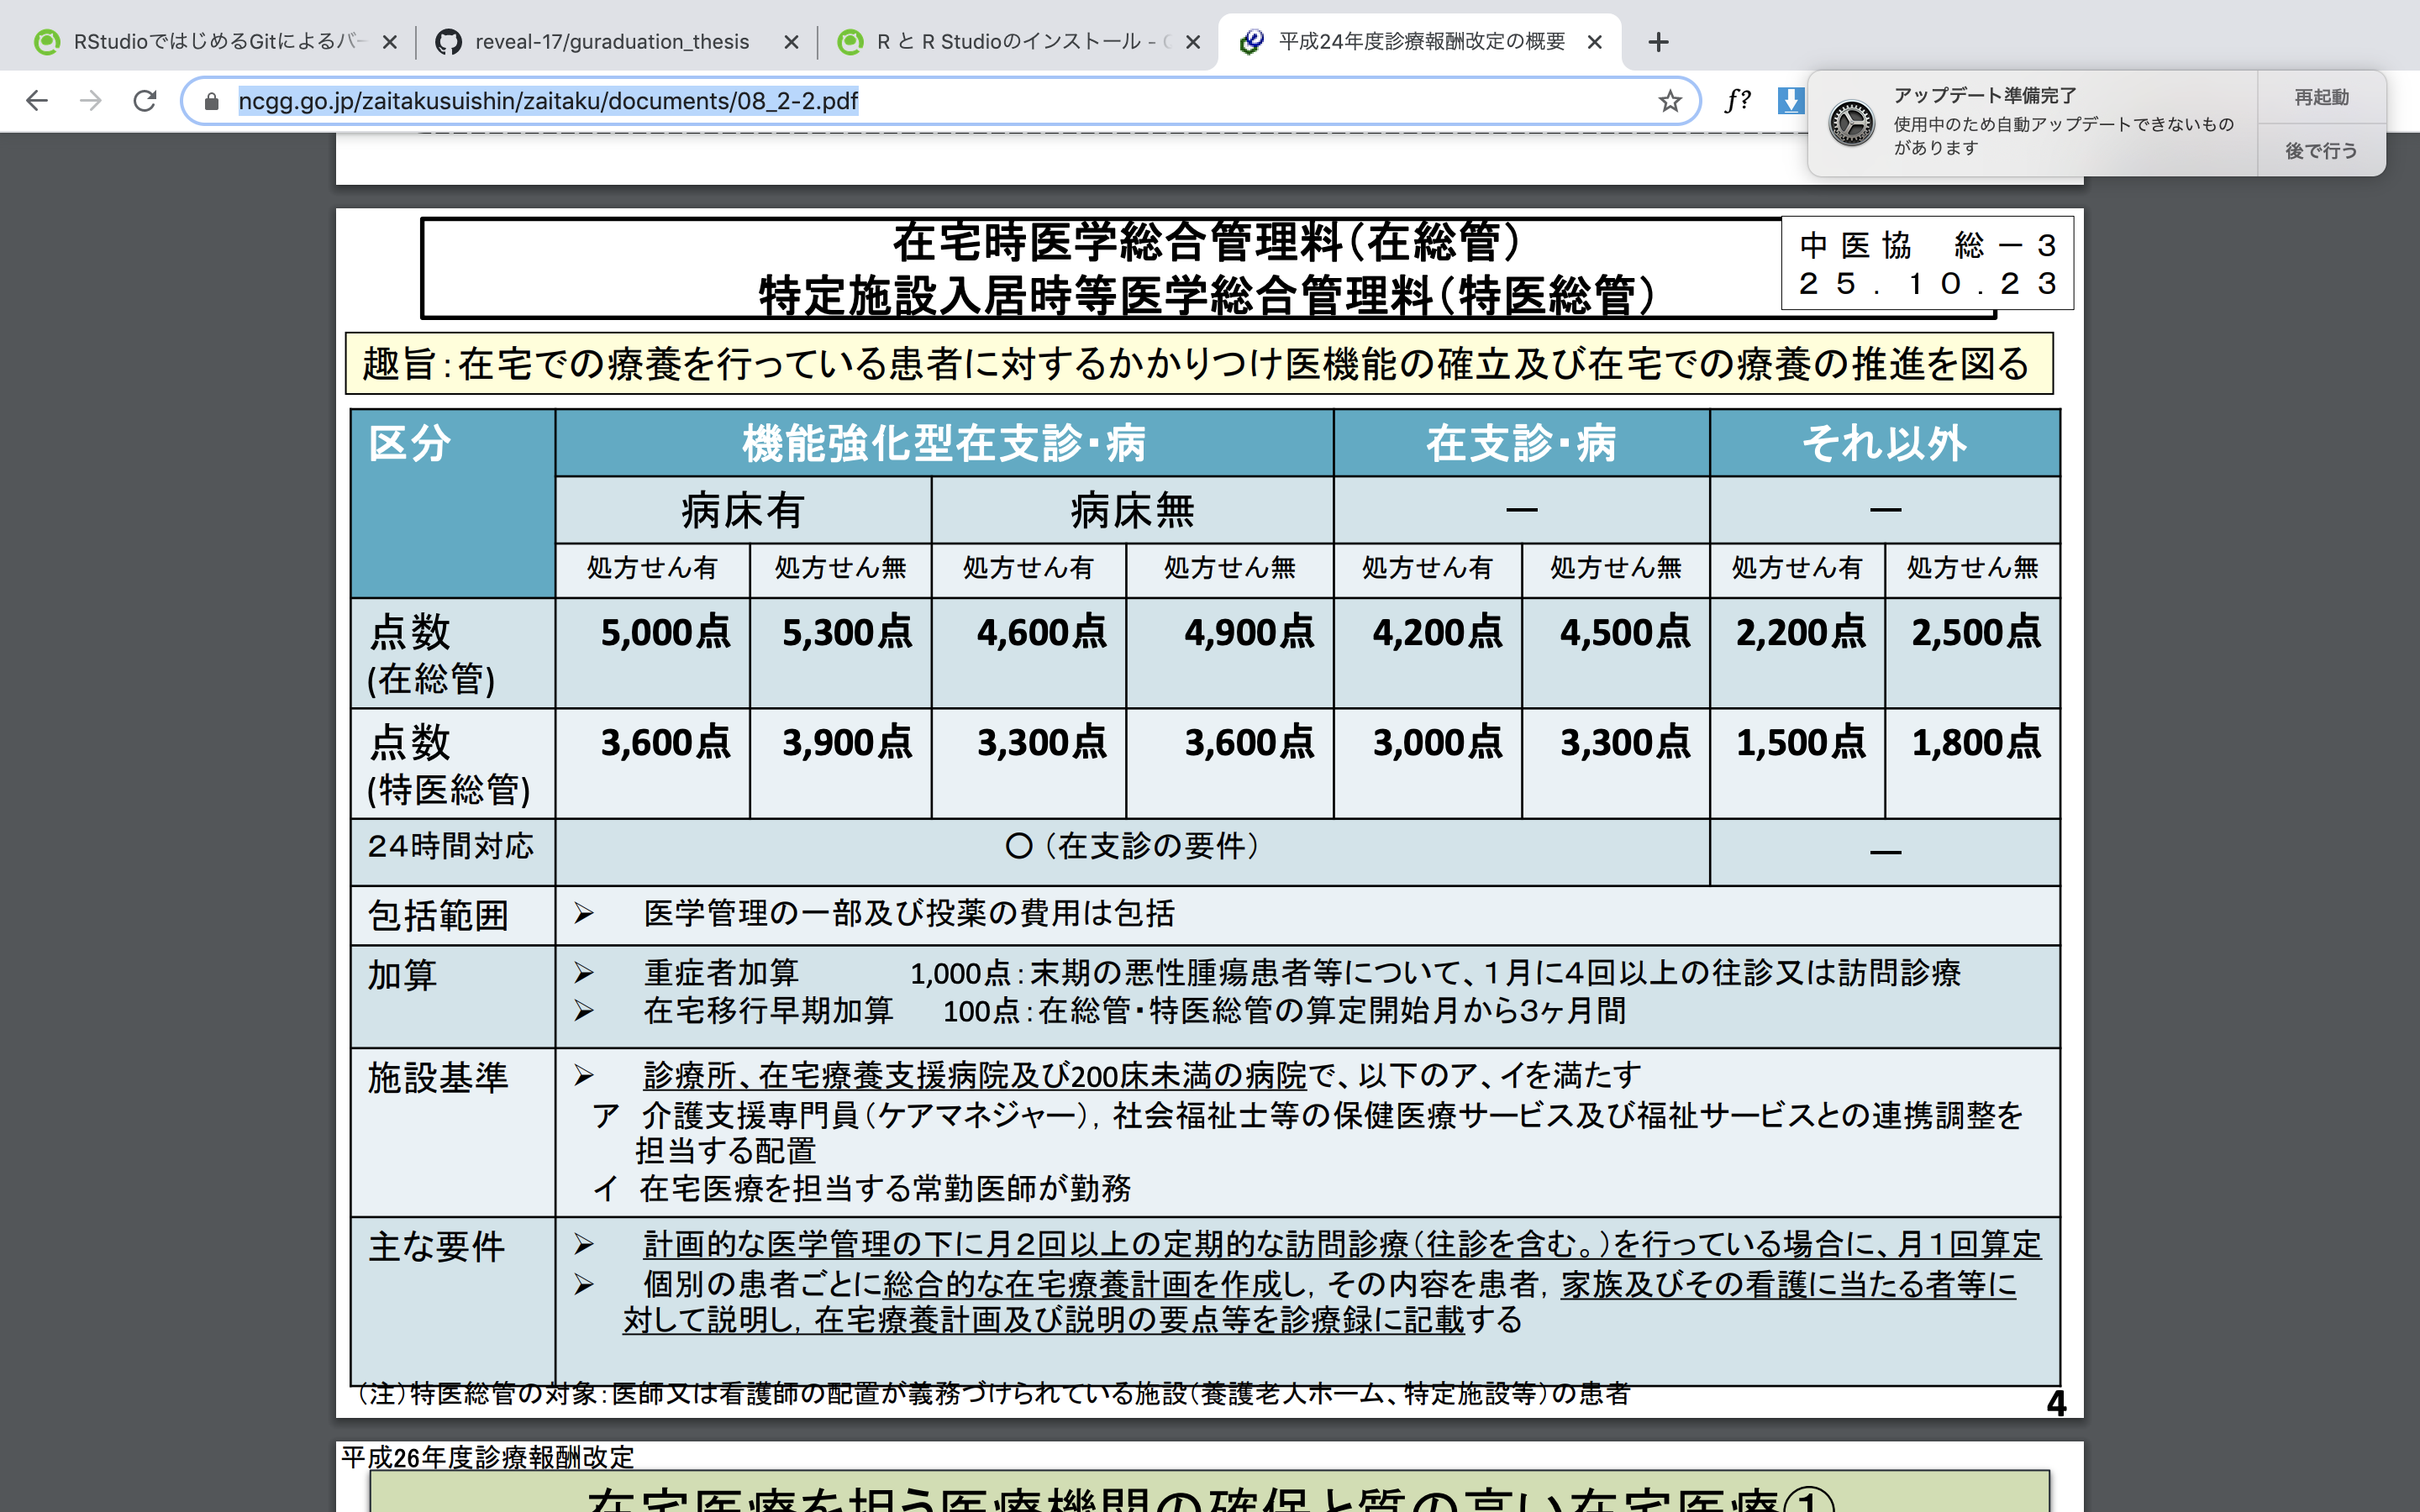 RStudioではじめるGitによるバー
reveal-17/guraduation_thesis
R と R Studioのインストール - 
平成24年度診療報酬改定の概要
ncgg.go.jp/zaitakusuishin/zaitaku/documents/08_2-2.pdf
f?
アップデート準備完了
使用中のため自動アップデートできないもの
があります
再起動
後で行う
在宅時医学総合管理料（在総管）
特定施設入居時等医学総合管理料（特医総管）
中医協 総－３
２５．１０．２３
趣旨：在宅での療養を行っている患者に対するかかりつけ医機能の確立及び在宅での療養の推進を図る
区分 機能強化型在支診・病 在支診・病 それ以外
病床有 病床無 － －
処方せん有 処方せん無 処方せん有 処方せん無 処方せん有 処方せん無 処方せん有 処方せん無
点数 5,000点 5,300点 4,600点 4,900点 4,200点 4,500点 2,200点 2,500点
(在総管)
点数 3,600点 3,900点 3,300点 3,600点 3,000点 3,300点 1,500点 1,800点
(特医総管)
２４時間対応 〇（在支診の要件） －
包括範囲 ➢ 医学管理の一部及び投薬の費用は包括
加算 ➢ 重症者加算 1,000点：末期の悪性腫瘍患者等について、１月に４回以上の往診又は訪問診療
➢ 在宅移行早期加算 100点：在総管・特医総管の算定開始月から３ヶ月間
施設基準 ➢ 診療所、在宅療養支援病院及び200床未満の病院で、以下のア、イを満たす
ア 介護支援専門員（ケアマネジャー），社会福祉士等の保健医療サービス及び福祉サービスとの連携調整を
担当する配置
イ 在宅医療を担当する常勤医師が勤務
主な要件 ➢ 計画的な医学管理の下に月２回以上の定期的な訪問診療（往診を含む。）を行っている場合に、月１回算定
➢ 個別の患者ごとに総合的な在宅療養計画を作成し，その内容を患者，家族及びその看護に当たる者等に
対して説明し，在宅療養計画及び説明の要点等を診療録に記載する
（注）特医総管の対象：医師又は看護師の配置が義務づけられている施設（養護老人ホーム、特定施設等）の患者
4
平成26年度診療報酬改定
在宅医療を担う医療機関の確保と質の高い在宅医療①